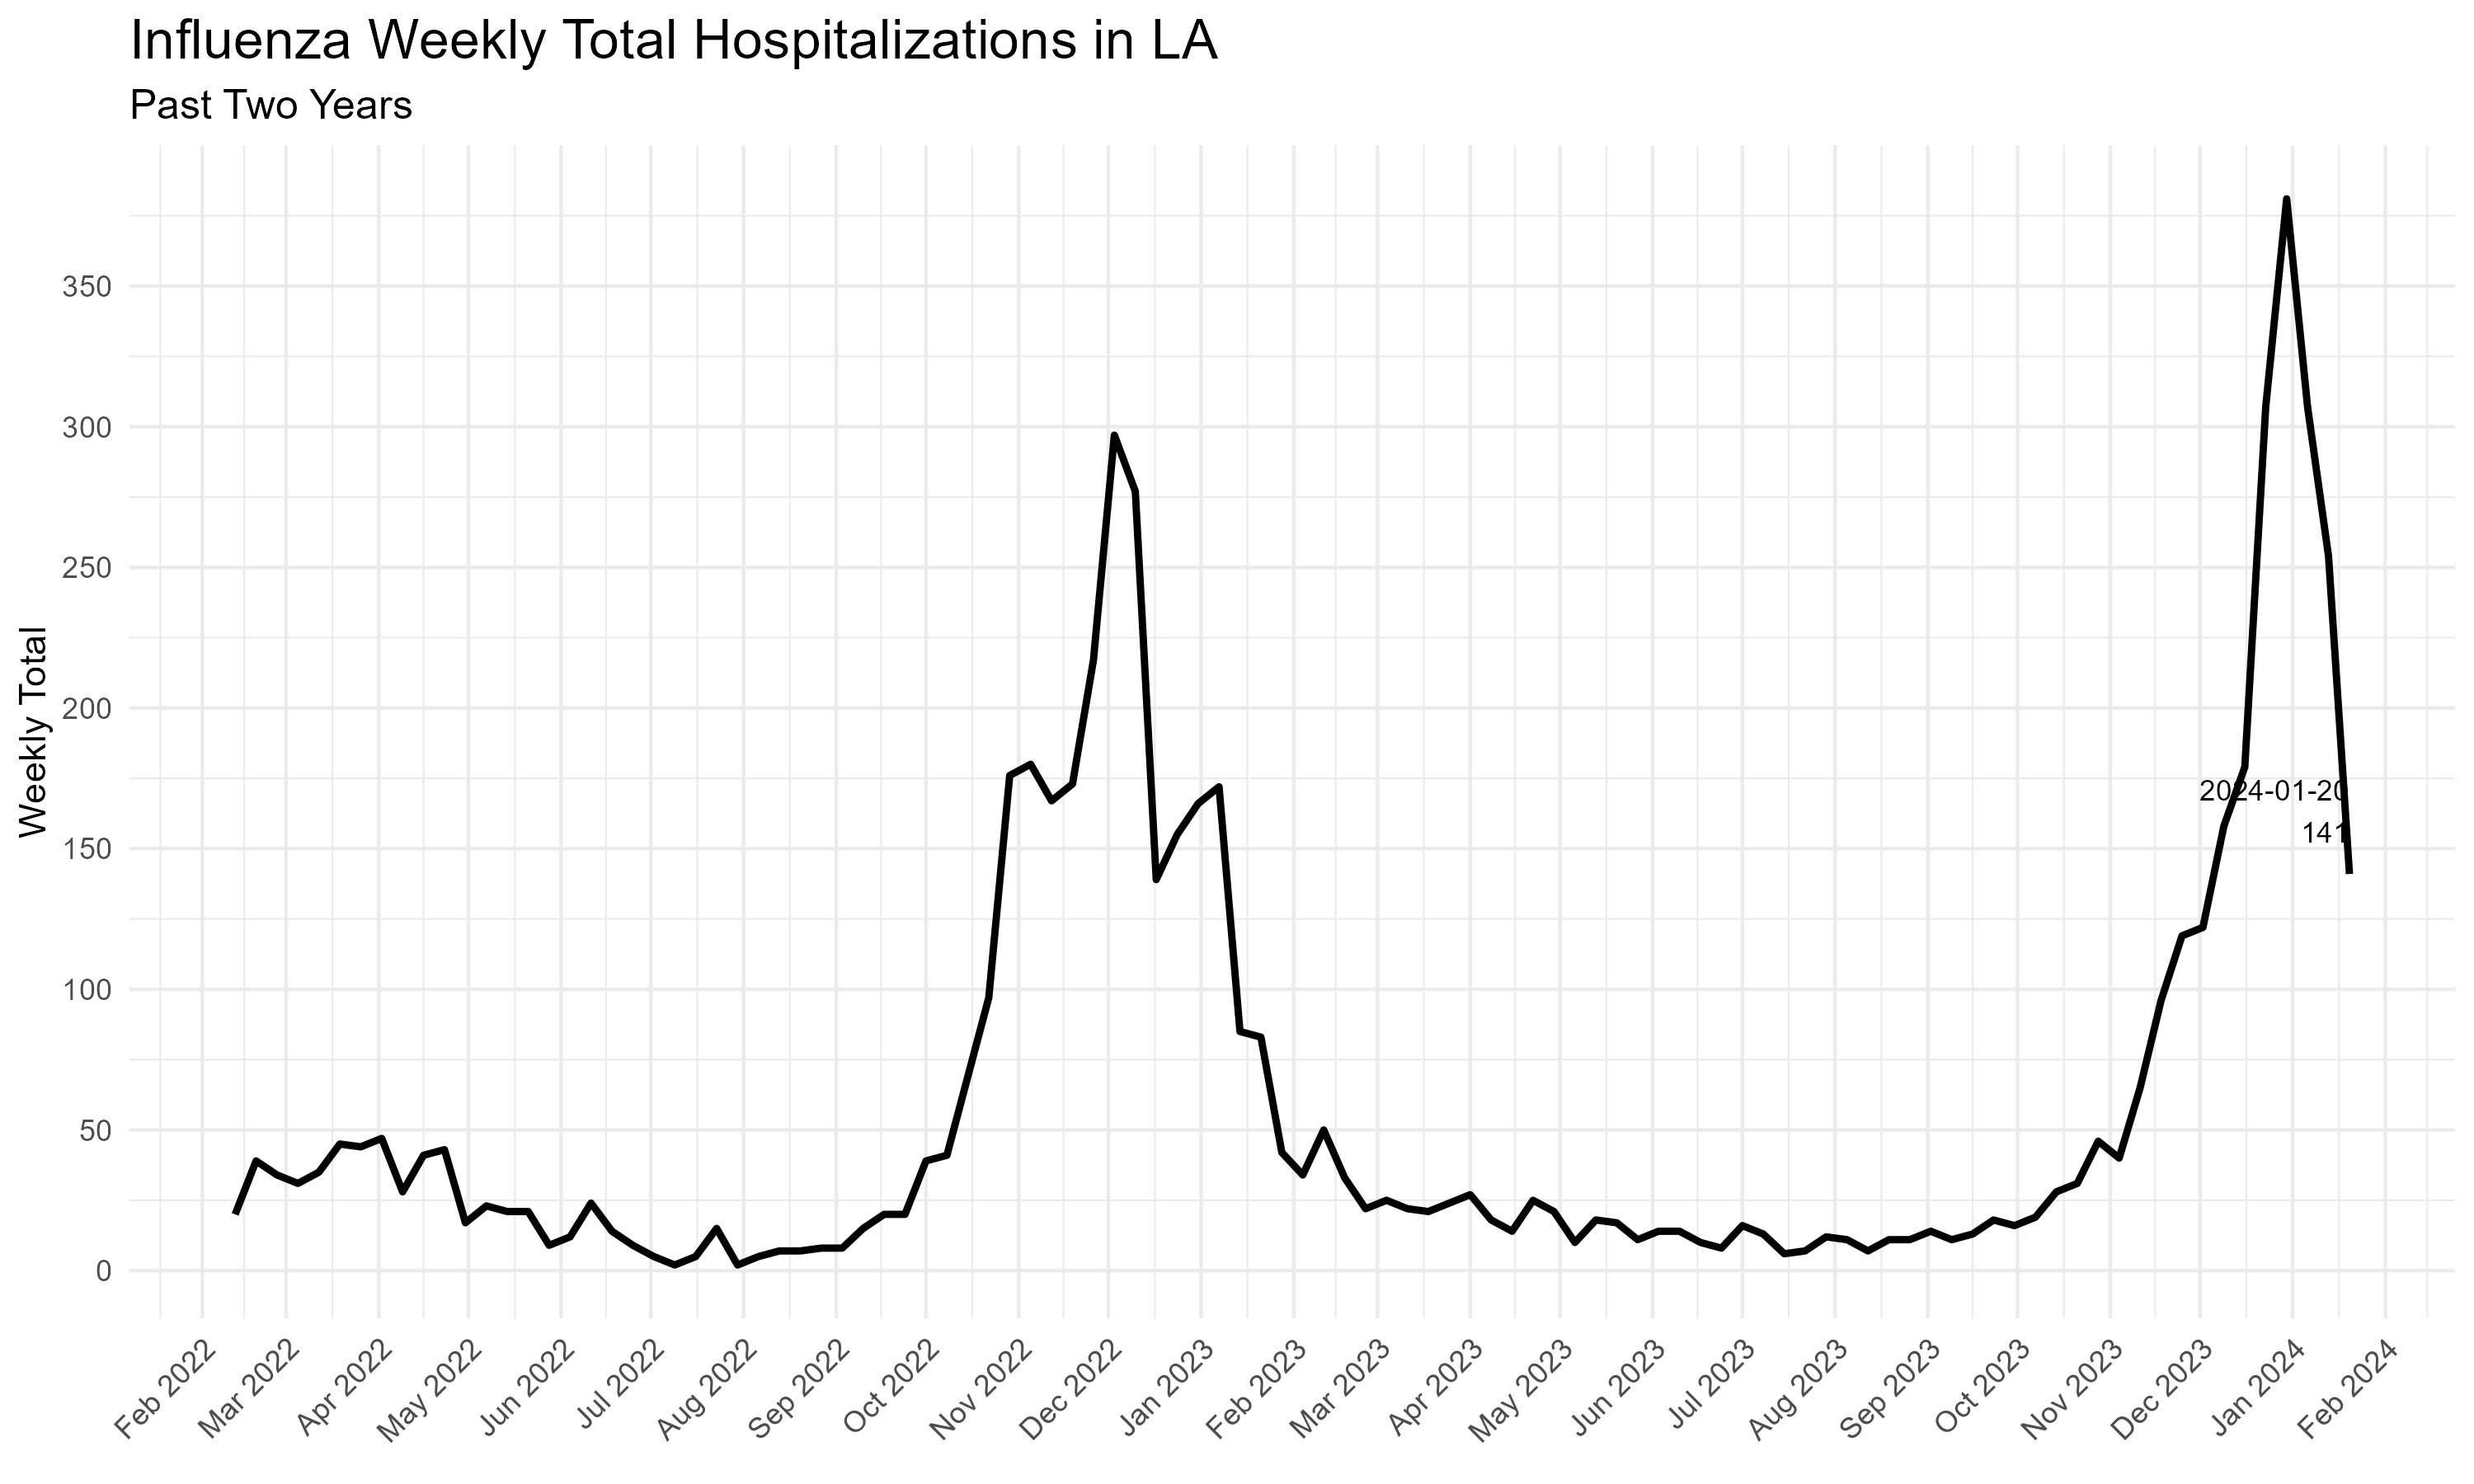 Influenza Weekly Total Hospitalizations in LA
Past Two Years
Weekly Total
350
300
250
200
150
100
50
0
2024-01-20
141
Feb 2022
Mar 2022
Apr 2022
May 2022
Jun 2022
Jul 2022
Aug 2022
Sep 2022
Oct 2022
Nov 2022
Dec 2022
Jan 2023
Feb 2023
Mar 2023
Apr 2023
May 2023
Jun 2023
Jul 2023
Aug 2023
Sep 2023
Oct 2023
Nov 2023
Dec 2023
Jan 2024
Feb 2024